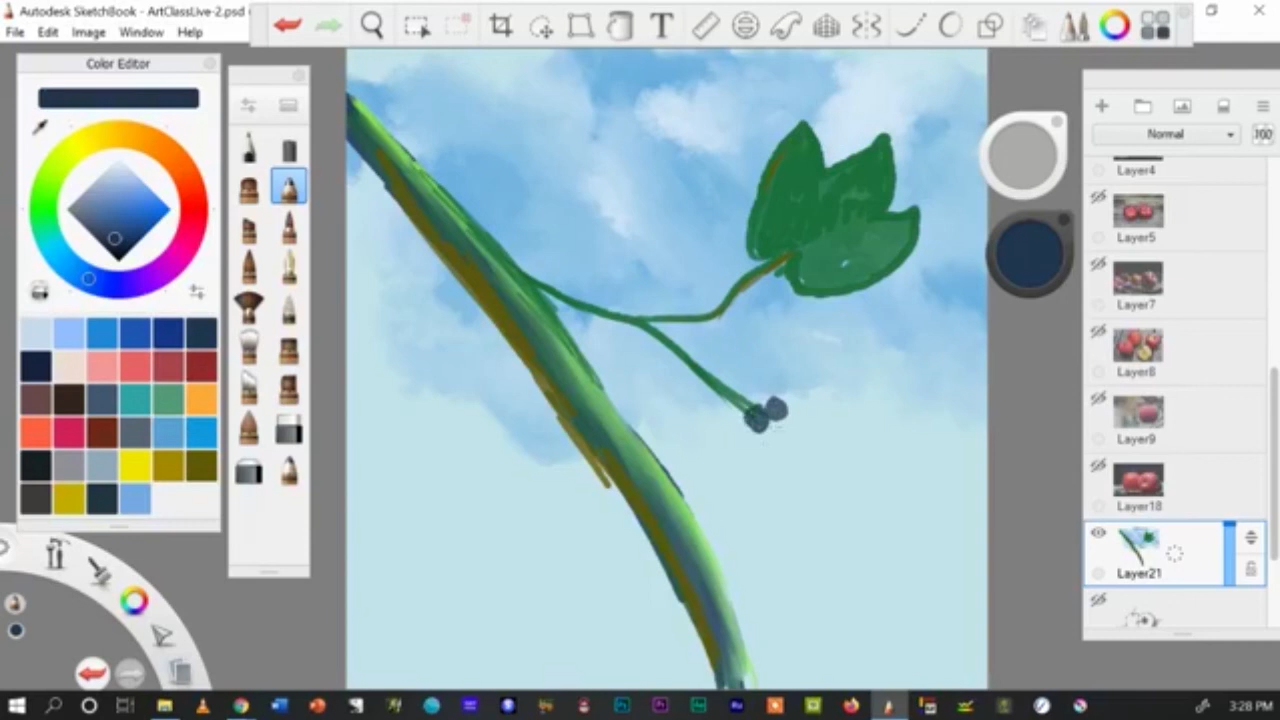 Autodesk SketchBook - ArtClassLive-2.psd
File Edit Image Window Help
Color Editor
T
Normal
100
Layer4
Layer5
Layer7
Layer8
Layer9
Layer18
Layer21
3:28 PM